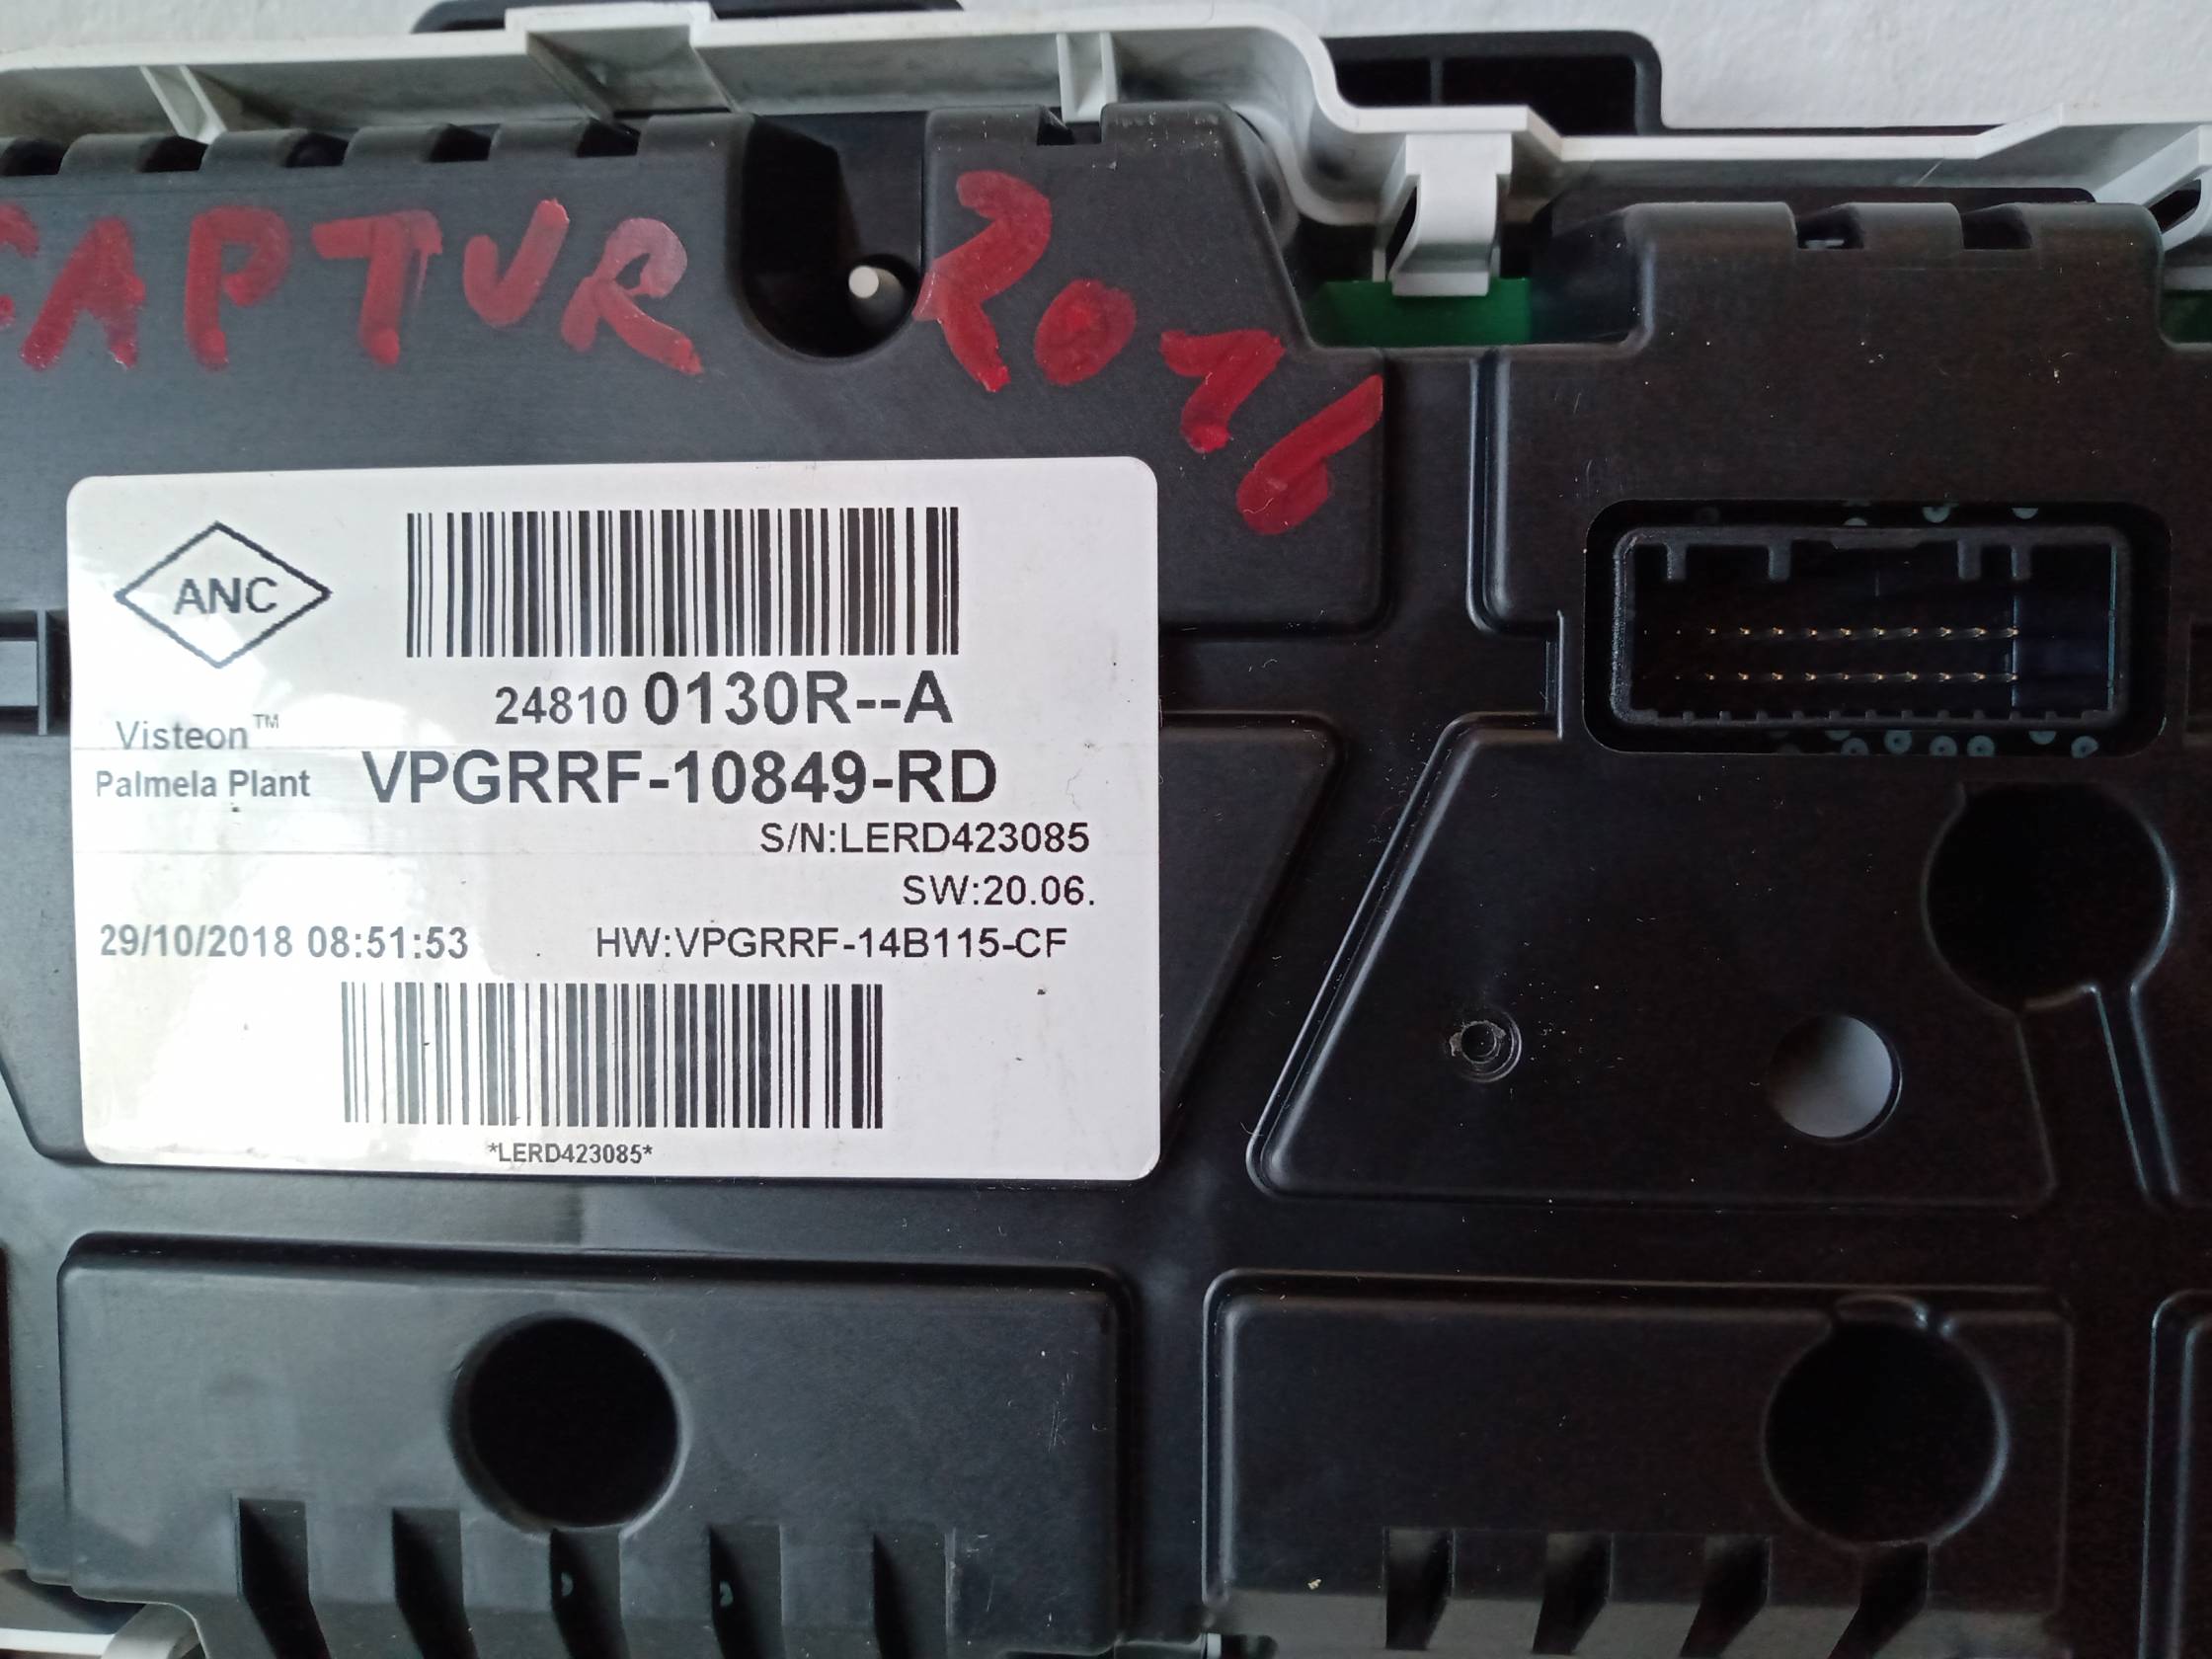 CAPTUR 2016
ANC
24810 0130R--A
Visteon™
Palmela Plant
VPGRRF-10849-RD
S/N:LERD423085
SW:20.06.
29/10/2018 08:51:53
HW:VPGRRF-14B115-CF
*LERD423085*